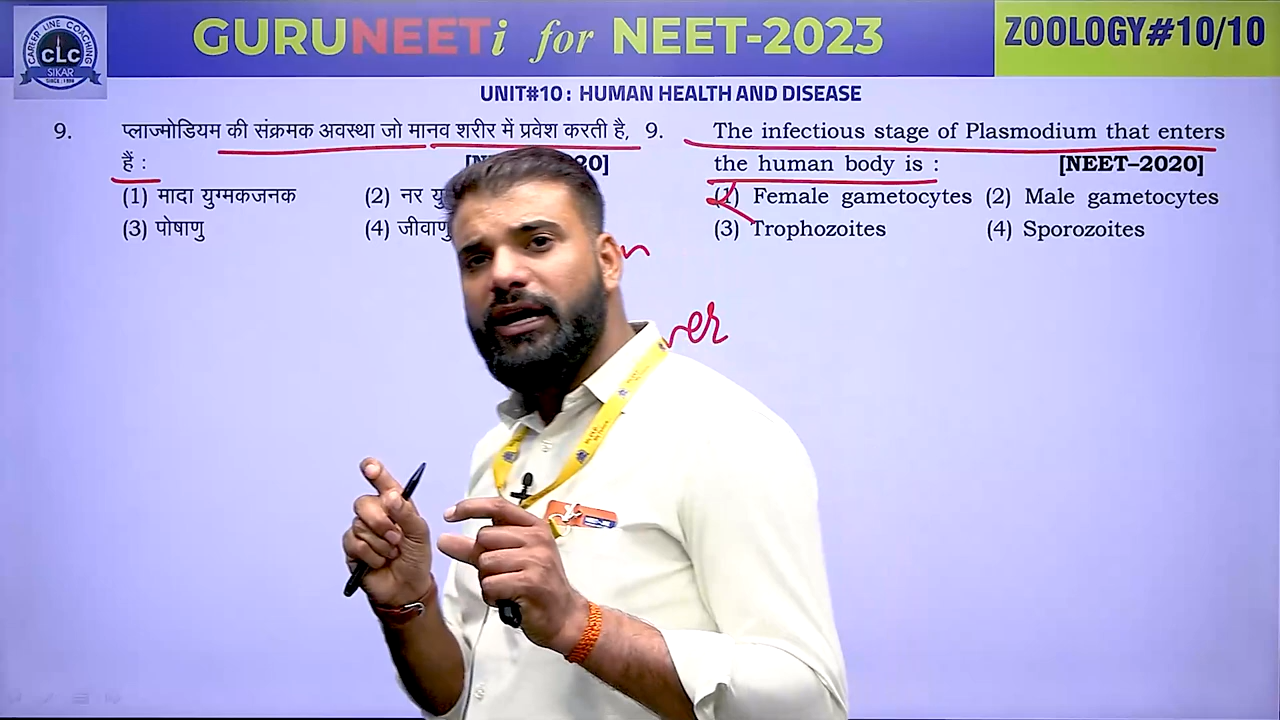 CAREER LINE COACHING
CLC
SIKAR
SINCE : 1996
GURUNEETi for NEET-2023
ZOOLOGY#10/10
UNIT#10 : HUMAN HEALTH AND DISEASE
9. प्लाज्मोडियम की संक्रमक अवस्था जो मानव शरीर में प्रवेश करती है,
हैं :
(1) मादा युग्मकजनक (2) नर
(3) पोषाणु (4) जीवाणु
9. The infectious stage of Plasmodium that enters
the human body is : [NEET–2020]
(1) Female gametocytes (2) Male gametocytes
(3) Trophozoites (4) Sporozoites